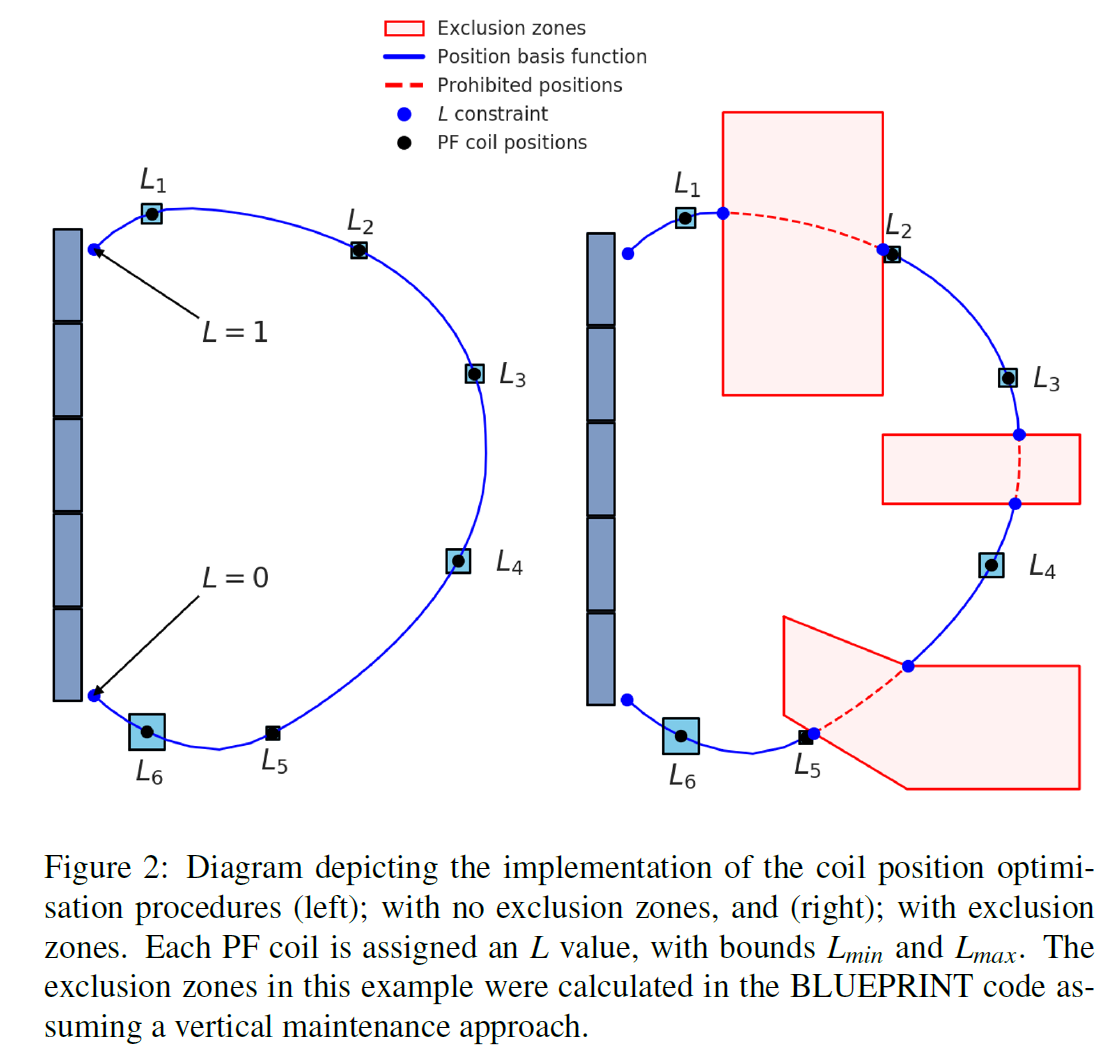 Exclusion zones
Position basis function
Prohibited positions
L constraint
PF coil positions
L₁
L₂
L = 1
L₃
L = 0
L₄
L₅
L₆
L₁
L₂
L₃
L₄
L₅
L₆
Figure 2: Diagram depicting the implementation of the coil position optimi-
sation procedures (left); with no exclusion zones, and (right); with exclusion
zones. Each PF coil is assigned an L value, with bounds Lₘᵢₙ and Lₘₐₓ. The
exclusion zones in this example were calculated in the BLUEPRINT code as-
suming a vertical maintenance approach.